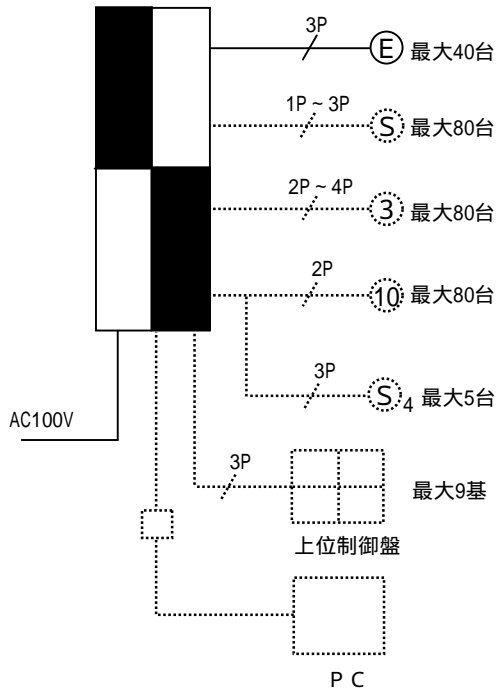 3P
E 最大40台
1P ~ 3P
S 最大80台
2P ~ 4P
3 最大80台
2P
10 最大80台
3P
S4 最大5台
AC100V
3P
最大9基
上位制御盤
ＰＣ